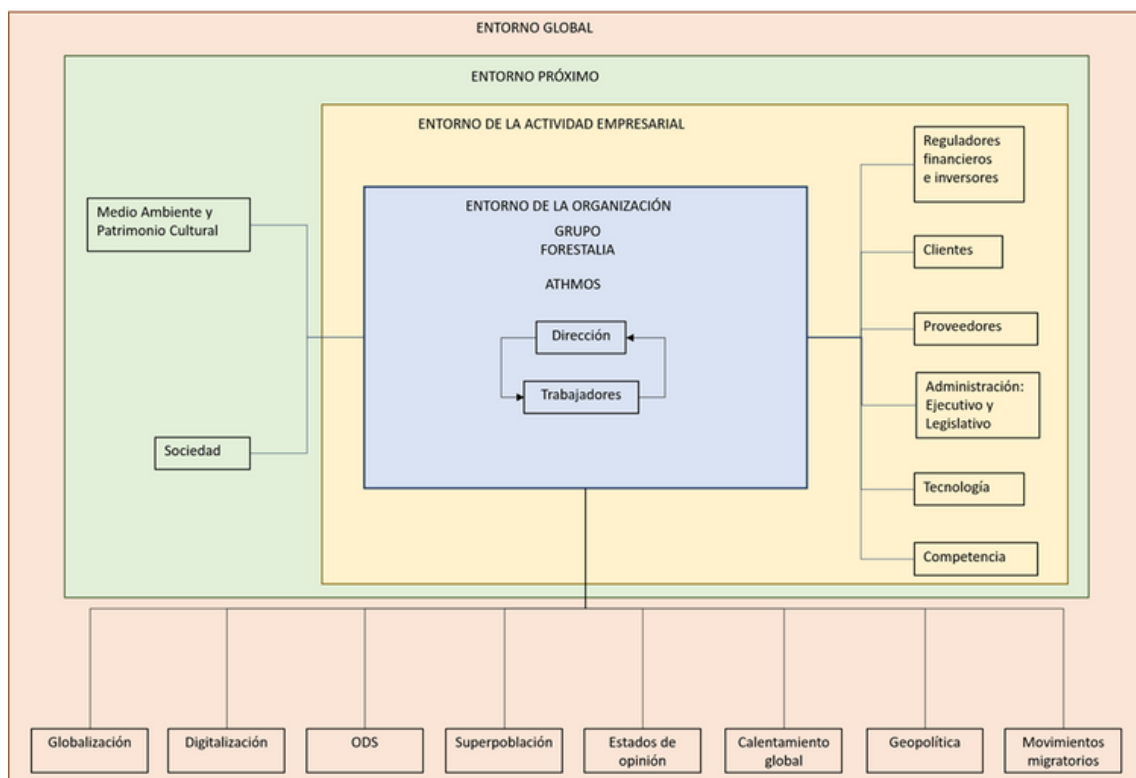 ENTORNO GLOBAL
ENTORNO PRÓXIMO
ENTORNO DE LA ACTIVIDAD EMPRESARIAL
Reguladores
financieros
e inversores
ENTORNO DE LA ORGANIZACIÓN
Medio Ambiente y
Patrimonio Cultural
GRUPO
FORESTALIA
Clientes
ATHMOS
Proveedores
Dirección
Trabajadores
Administración:
Ejecutivo y
Legislativo
Sociedad
Tecnología
Competencia
Globalización
Digitalización
ODS
Superpoblación
Estados de
opinión
Calentamiento
global
Geopolítica
Movimientos
migratorios